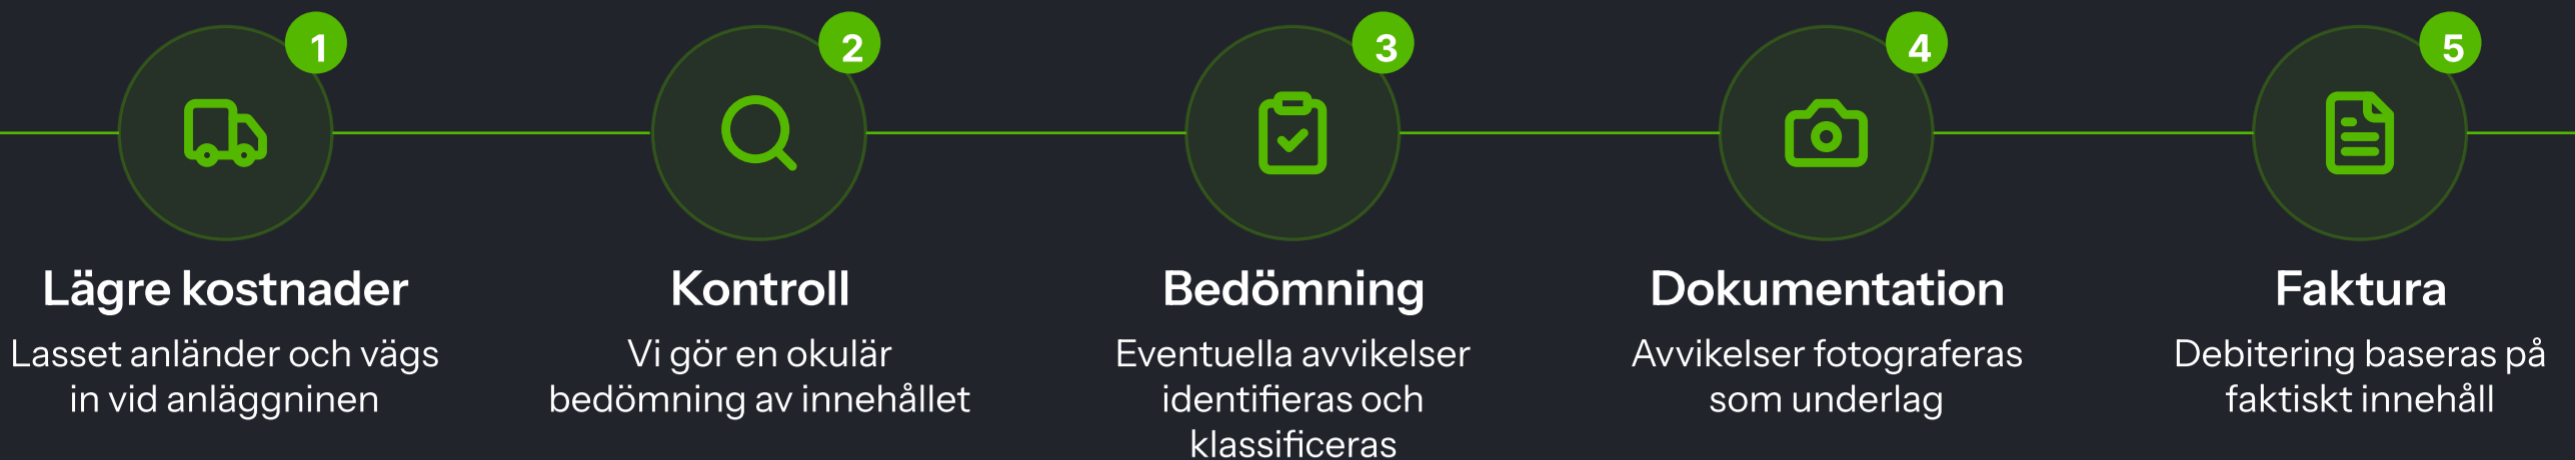 1
Lägre kostnader
Lasset anländer och vägs
in vid anläggninen
2
Kontroll
Vi gör en okulär
bedömning av innehållet
3
Bedömning
Eventuella avvikelser
identifieras och
klassificeras
4
Dokumentation
Avvikelser fotograferas
som underlag
5
Faktura
Debitering baseras på
faktiskt innehåll